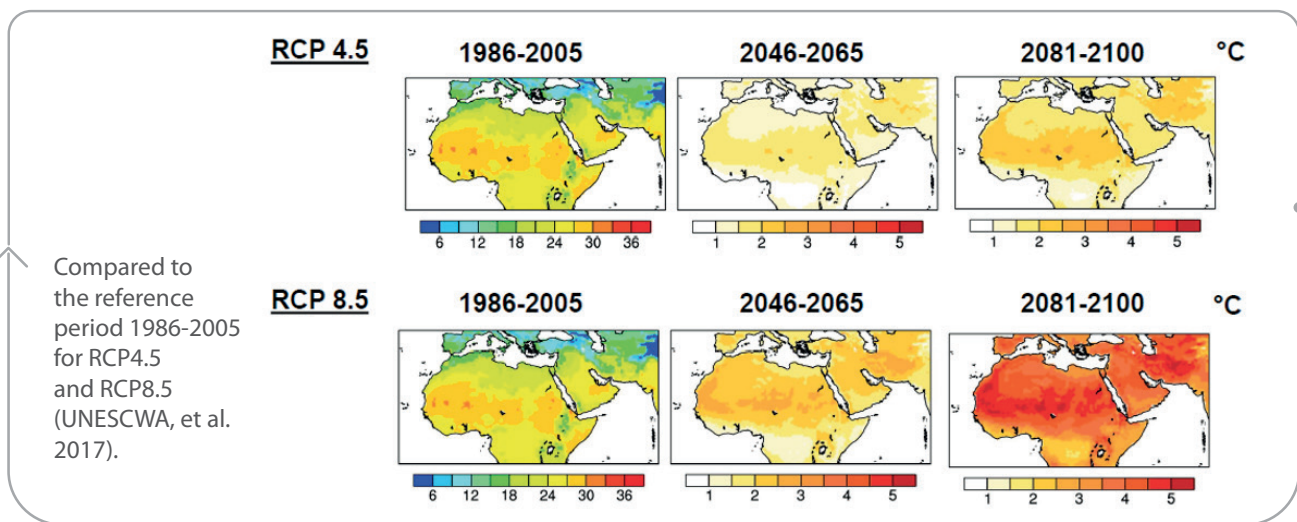 RCP 4.5 1986-2005 2046-2065 2081-2100 °C
6 12 18 24 30 36 1 2 3 4 5 1 2 3 4 5
Compared to
the reference
period 1986-2005
for RCP4.5
and RCP8.5
(UNESCWA, et al.
2017).
RCP 8.5 1986-2005 2046-2065 2081-2100 °C
6 12 18 24 30 36 1 2 3 4 5 1 2 3 4 5